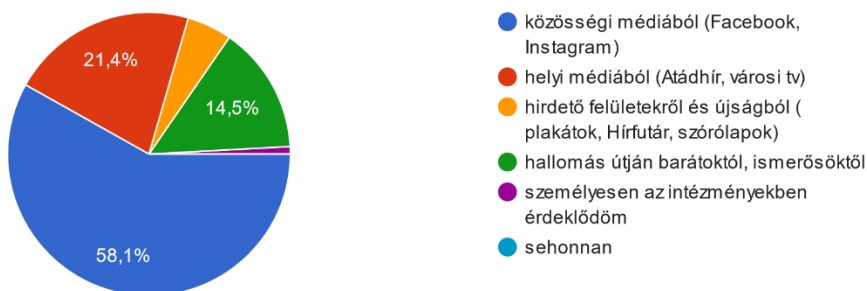 21,4%
14,5%
58,1%
közösségi médiából (Facebook,
Instagram)
helyi médiából (Atádhír, városi tv)
hirdető felületekről és újságból (
plakátok, Hírfutár, szórólapok)
hallomás útján barátoktól, ismerősöktől
személyesen az intézményekben
érdeklődöm
sehonnan